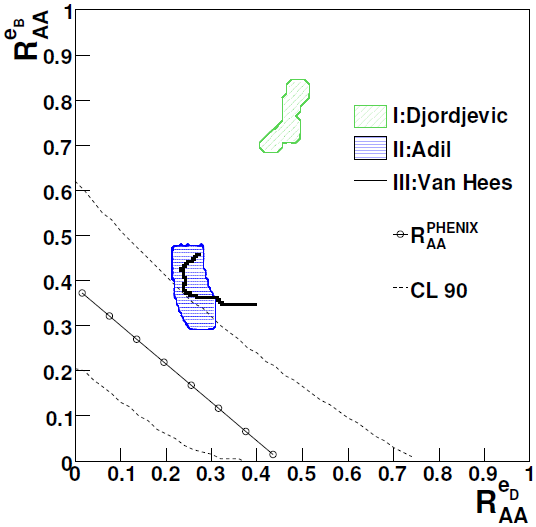 R_AA^e_B
1
0.9
0.8
0.7
0.6
0.5
0.4
0.3
0.2
0.1
0
I:Djordjevic
II:Adil
III:Van Hees
R_AA^PHENIX
CL 90
0 0.1 0.2 0.3 0.4 0.5 0.6 0.7 0.8 0.9 1
R_AA^e_D